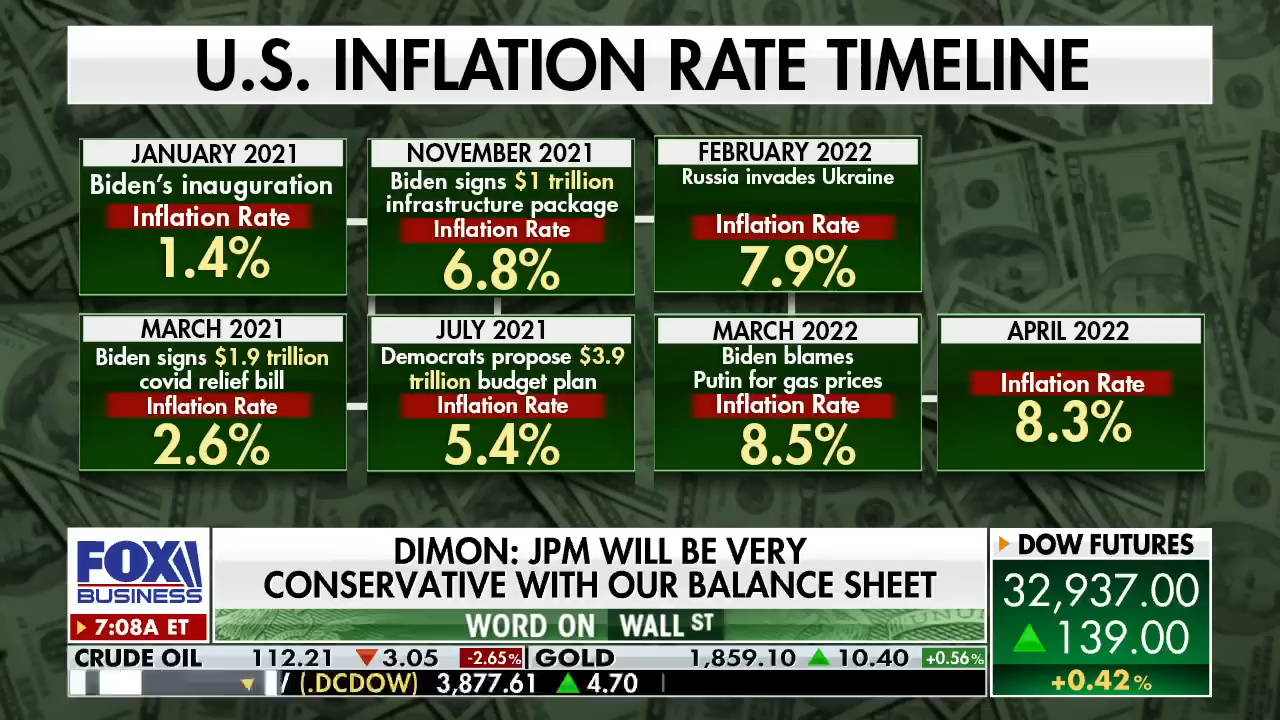 U.S. INFLATION RATE TIMELINE
JANUARY 2021
Biden's inauguration
Inflation Rate
1.4%
NOVEMBER 2021
Biden signs $1 trillion
infrastructure package
Inflation Rate
6.8%
FEBRUARY 2022
Russia invades Ukraine
Inflation Rate
7.9%
MARCH 2021
Biden signs $1.9 trillion
covid relief bill
Inflation Rate
2.6%
JULY 2021
Democrats propose $3.9
trillion budget plan
Inflation Rate
5.4%
MARCH 2022
Biden blames
Putin for gas prices
Inflation Rate
8.5%
APRIL 2022
Inflation Rate
8.3%
FOX
BUSINESS
7:08A ET
DIMON: JPM WILL BE VERY
CONSERVATIVE WITH OUR BALANCE SHEET
WORD ON WALL ST
DOW FUTURES
32,937.00
139.00
+0.42%
CRUDE OIL 112.21 3.05 -2.65% GOLD 1,859.10 10.40 +0.56%
/ (.DCDOW) 3,877.61 4.70